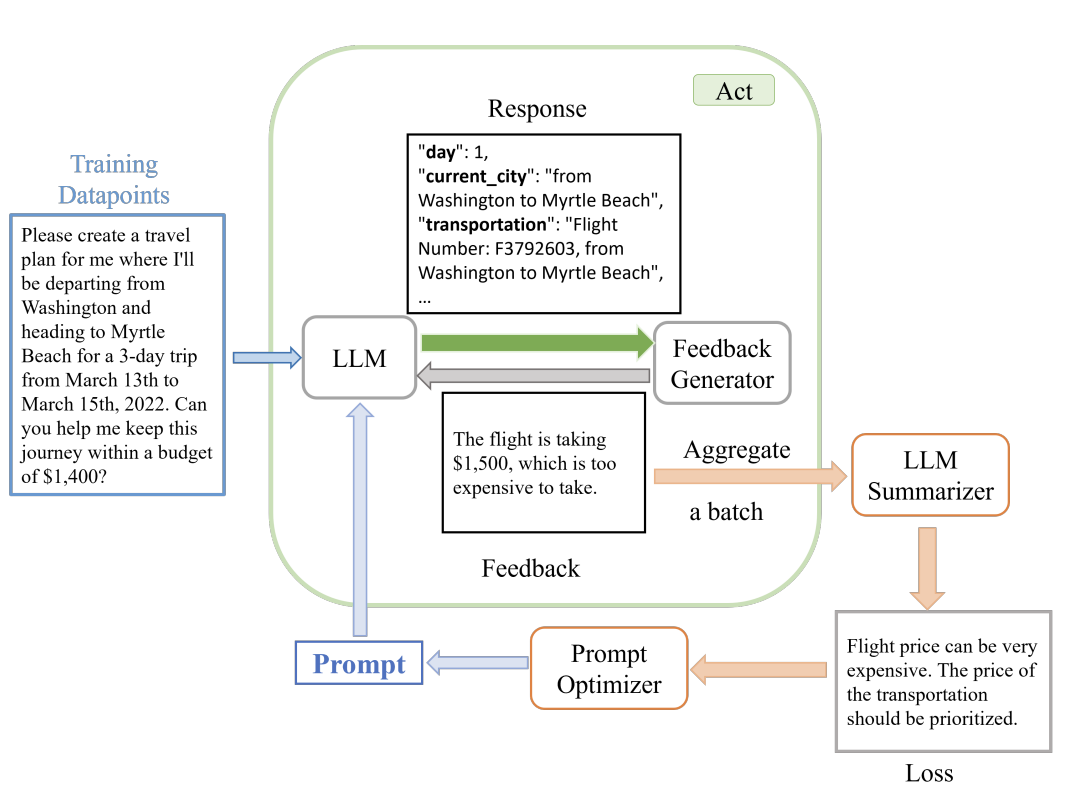 Act
Response
"day": 1,
"current_city": "from
Washington to Myrtle Beach",
"transportation": "Flight
Number: F3792603, from
Washington to Myrtle Beach",
…
Training
Datapoints
Please create a travel
plan for me where I'll
be departing from
Washington and
heading to Myrtle
Beach for a 3-day trip
from March 13th to
March 15th, 2022. Can
you help me keep this
journey within a budget
of $1,400?
LLM
Feedback
Generator
The flight is taking
$1,500, which is too
expensive to take.
Feedback
Aggregate
a batch
LLM
Summarizer
Flight price can be very
expensive. The price of
the transportation
should be prioritized.
Loss
Prompt
Optimizer
Prompt